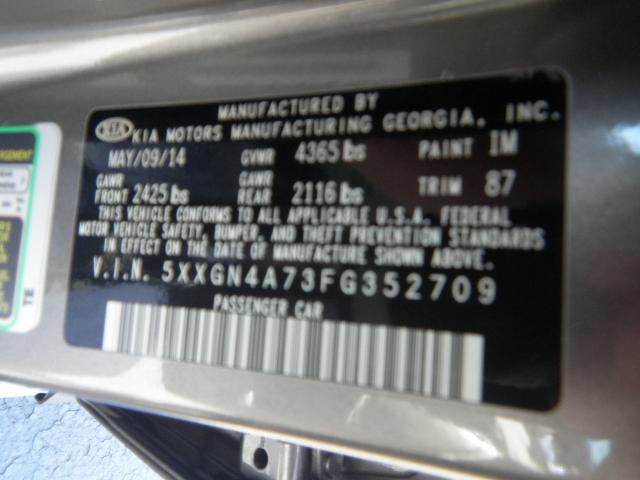 MANUFACTURED BY
KIA KIA MOTORS MANUFACTURING GEORGIA, INC.
MAY/09/14 GVWR 4365 lbs PAINT IM
GAWR FRONT 2425 lbs GAWR REAR 2116 lbs TRIM 87
THIS VEHICLE CONFORMS TO ALL APPLICABLE U.S.A. FEDERAL
MOTOR VEHICLE SAFETY, BUMPER, AND THEFT PREVENTION STANDARDS
IN EFFECT ON THE DATE OF MANUFACTURE SHOWN ABOVE.
V.I.N. 5XXGN4A73FG352709
PASSENGER CAR